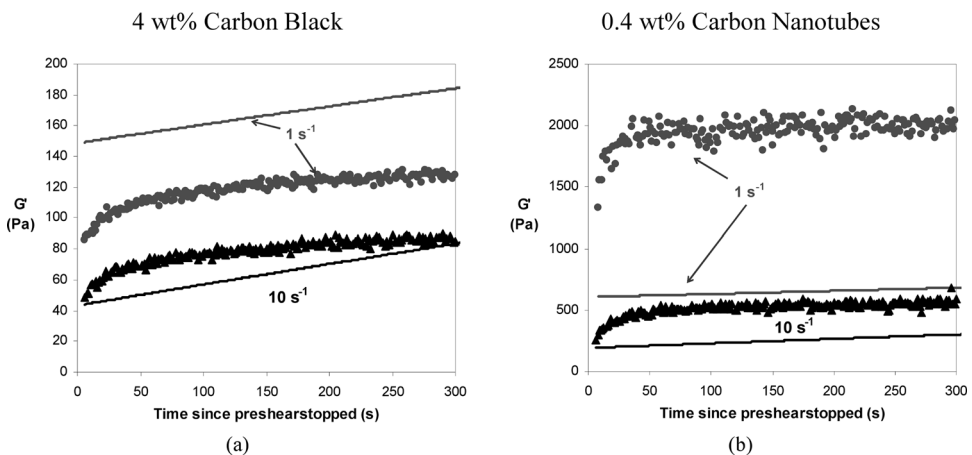 4 wt% Carbon Black
200
180
160
140
120
100
80
60
40
20
0
G'
(Pa)
1 s⁻¹
10 s⁻¹
0 50 100 150 200 250 300
Time since preshearstopped (s)
(a)
0.4 wt% Carbon Nanotubes
2500
2000
1500
1000
500
0
G'
(Pa)
1 s⁻¹
10 s⁻¹
0 50 100 150 200 250 300
Time since preshearstopped (s)
(b)